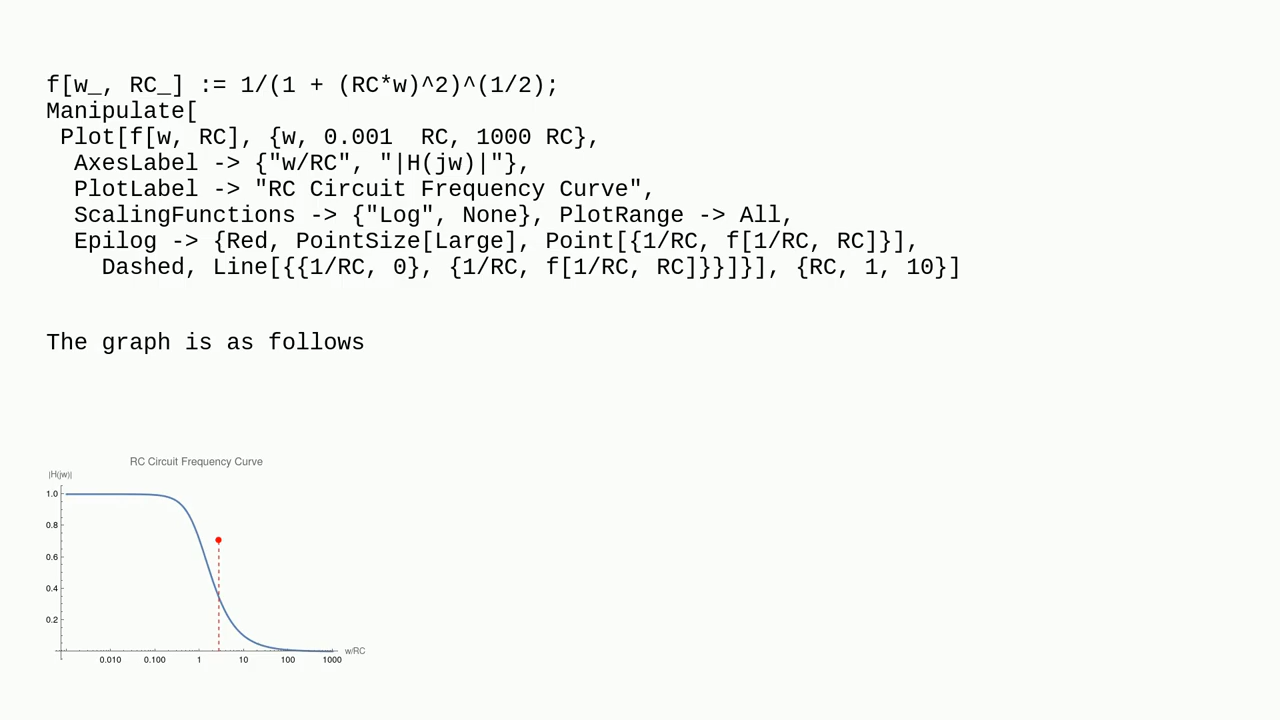 f[w_, RC_] := 1/(1 + (RC*w)^2)^(1/2);
Manipulate[
Plot[f[w, RC], {w, 0.001  RC, 1000 RC},
AxesLabel -> {"w/RC", "|H(jw)|"},
PlotLabel -> "RC Circuit Frequency Curve",
ScalingFunctions -> {"Log", None}, PlotRange -> All,
Epilog -> {Red, PointSize[Large], Point[{1/RC, f[1/RC, RC]}],
Dashed, Line[{{1/RC, 0}, {1/RC, f[1/RC, RC]}}]}], {RC, 1, 10}]
The graph is as follows
RC Circuit Frequency Curve
|H(jw)|
1.0
0.8
0.6
0.4
0.2
w/RC
0.010 0.100 1 10 100 1000